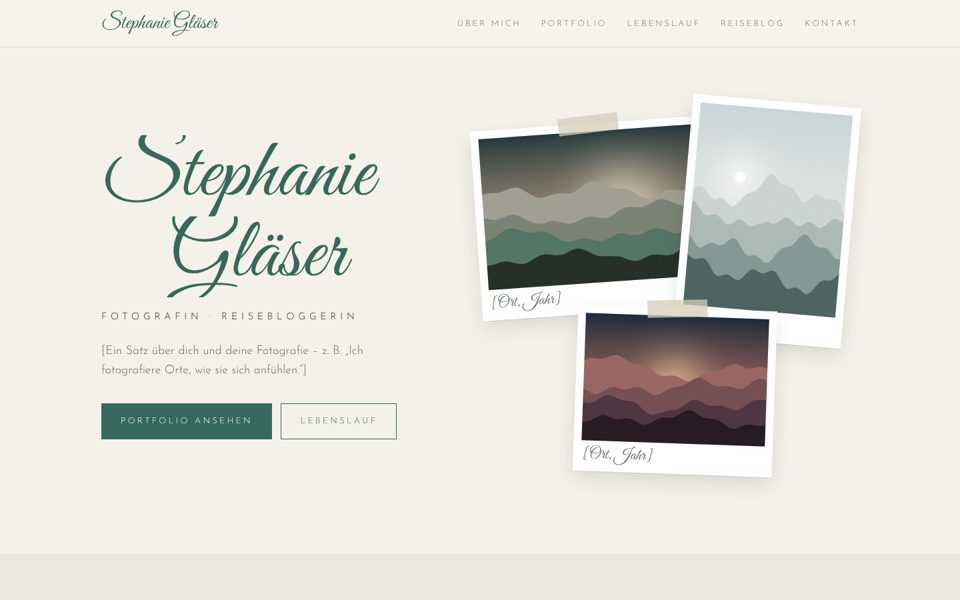 Stephanie Gläser
ÜBER MICH PORTFOLIO LEBENSLAUF REISEBLOG KONTAKT
Stephanie
Gläser
FOTOGRAFIN · REISEBLOGGERIN
[Ein Satz über dich und deine Fotografie – z. B. „Ich
fotografiere Orte, wie sie sich anfühlen.“]
PORTFOLIO ANSEHEN
LEBENSLAUF
[Ort, Jahr]
[Ort, Jahr]